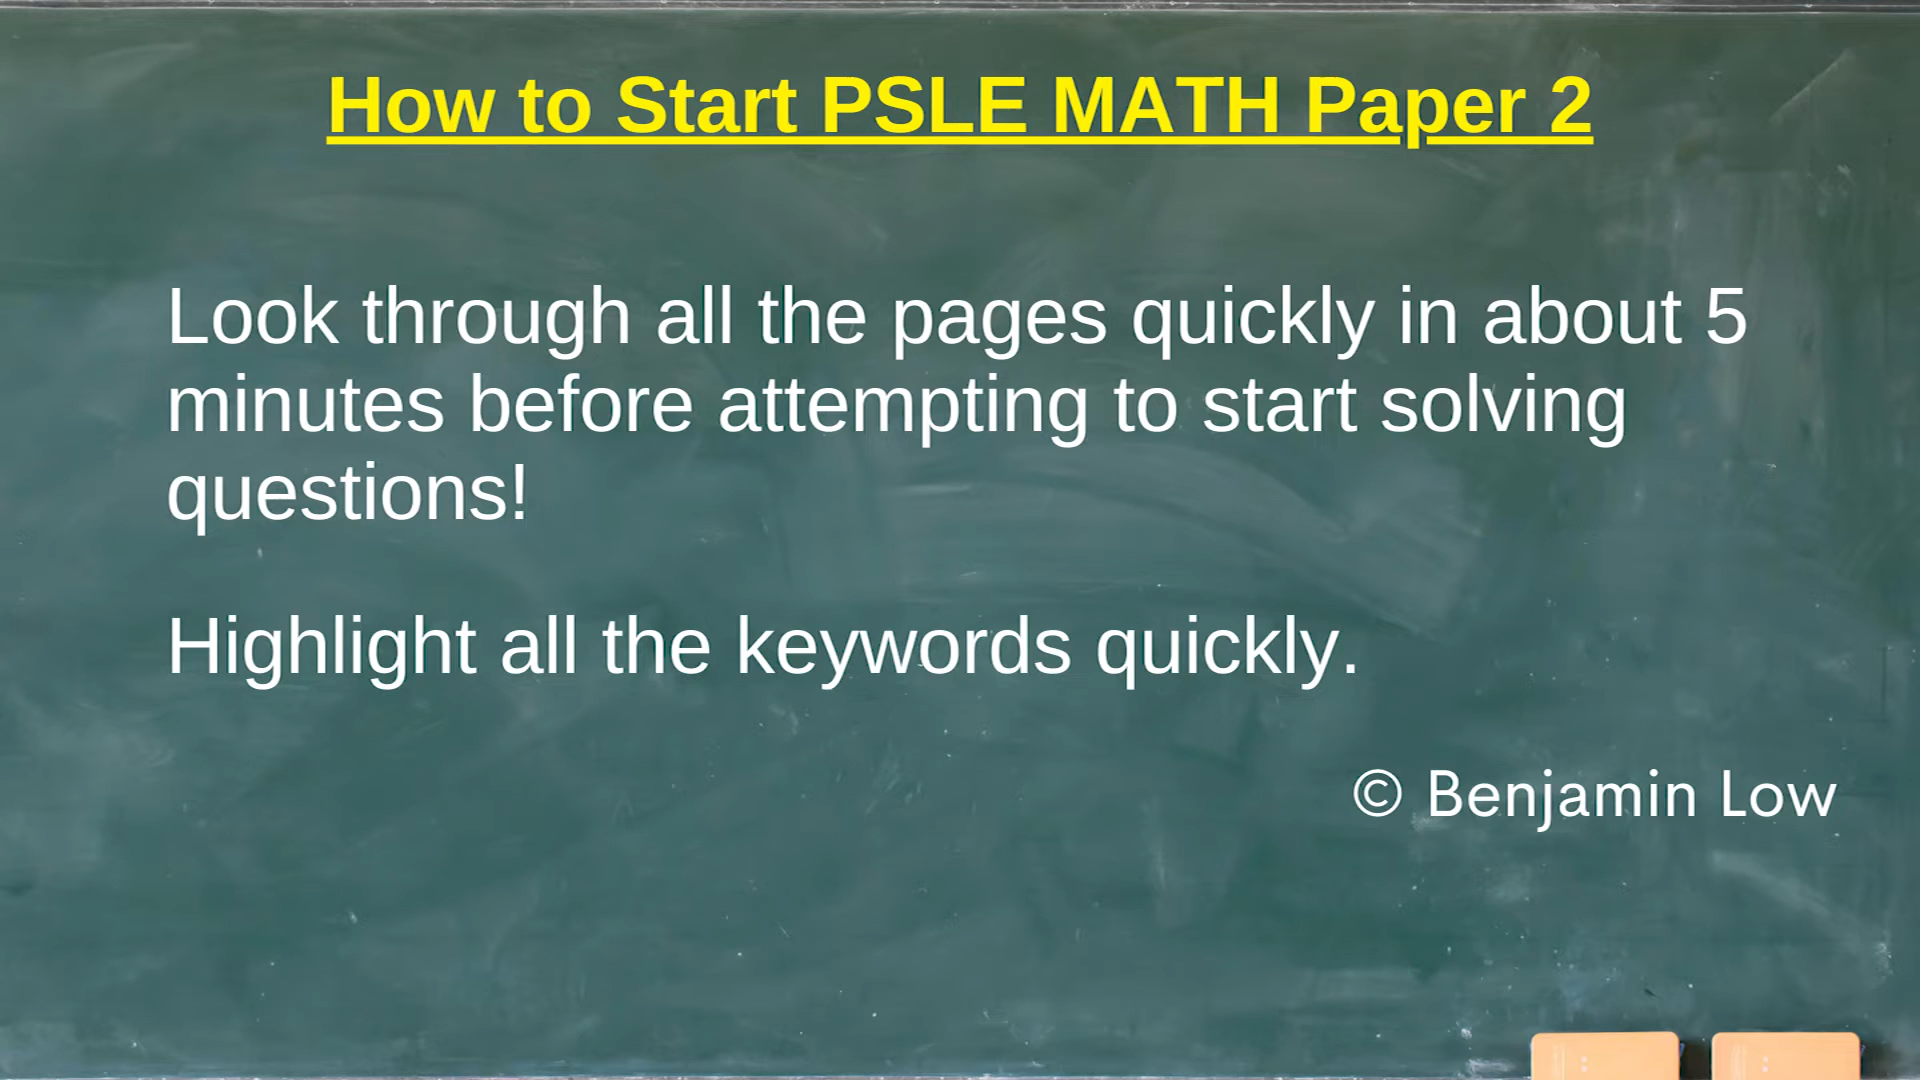 How to Start PSLE MATH Paper 2
Look through all the pages quickly in about 5
minutes before attempting to start solving
questions!
Highlight all the keywords quickly.
© Benjamin Low